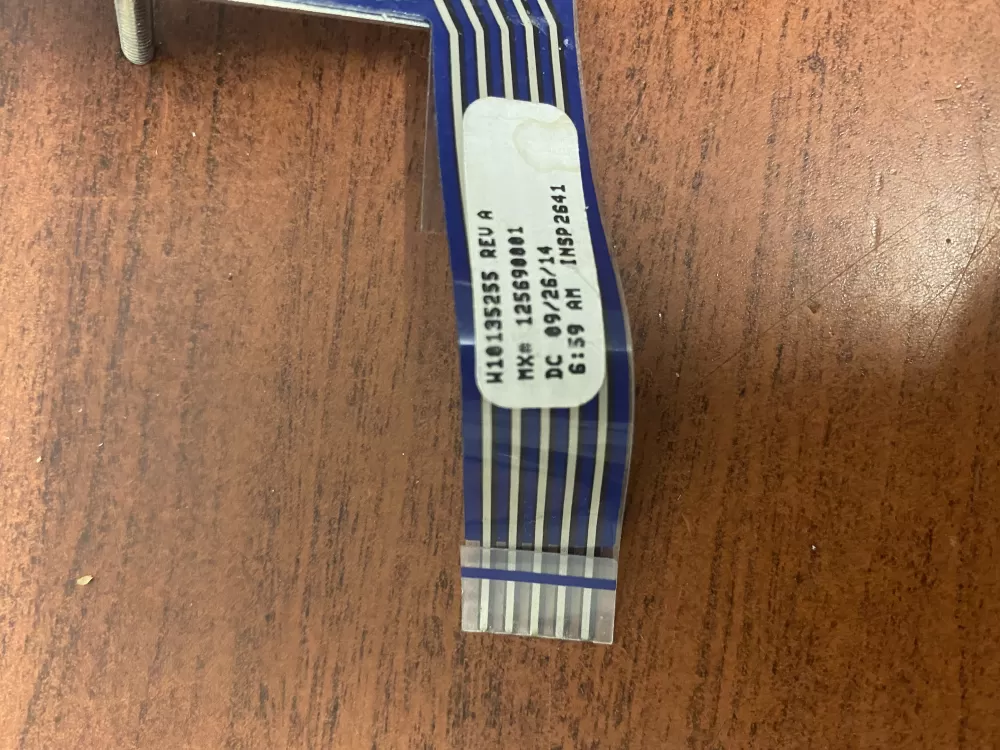 W10135255 REV A
MX# 125690001
DC 09/26/14
6:59 AM INSP2641